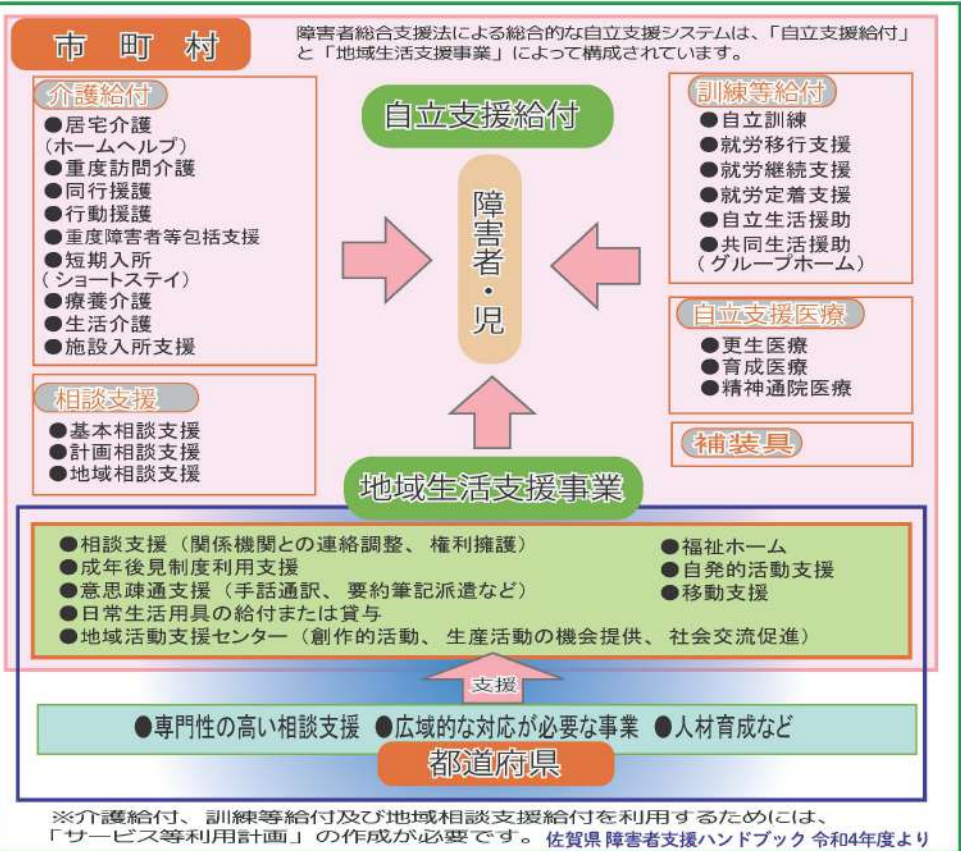 市町村
障害者総合支援法による総合的な自立支援システムは、「自立支援給付」
と「地域生活支援事業」によって構成されています。
介護給付
●居宅介護
(ホームヘルプ)
●重度訪問介護
●同行援護
●行動援護
●重度障害者等包括支援
●短期入所
(ショートステイ)
●療養介護
●生活介護
●施設入所支援
相談支援
●基本相談支援
●計画相談支援
●地域相談支援
自立支援給付
障害者・児
訓練等給付
●自立訓練
●就労移行支援
●就労継続支援
●就労定着支援
●自立生活援助
●共同生活援助
(グループホーム)
自立支援医療
●更生医療
●育成医療
●精神通院医療
補装具
地域生活支援事業
●相談支援(関係機関との連絡調整、権利擁護)
●成年後見制度利用支援
●意思疎通支援(手話通訳、要約筆記派遣など)
●日常生活用具の給付または貸与
●地域活動支援センター(創作的活動、生産活動の機会提供、社会交流促進)
●福祉ホーム
●自発的活動支援
●移動支援
支援
●専門性の高い相談支援 ●広域的な対応が必要な事業 ●人材育成など
都道府県
※介護給付、訓練等給付及び地域相談支援給付を利用するためには、
「サービス等利用計画」の作成が必要です。
佐賀県 障害者支援ハンドブック 令和4年度より